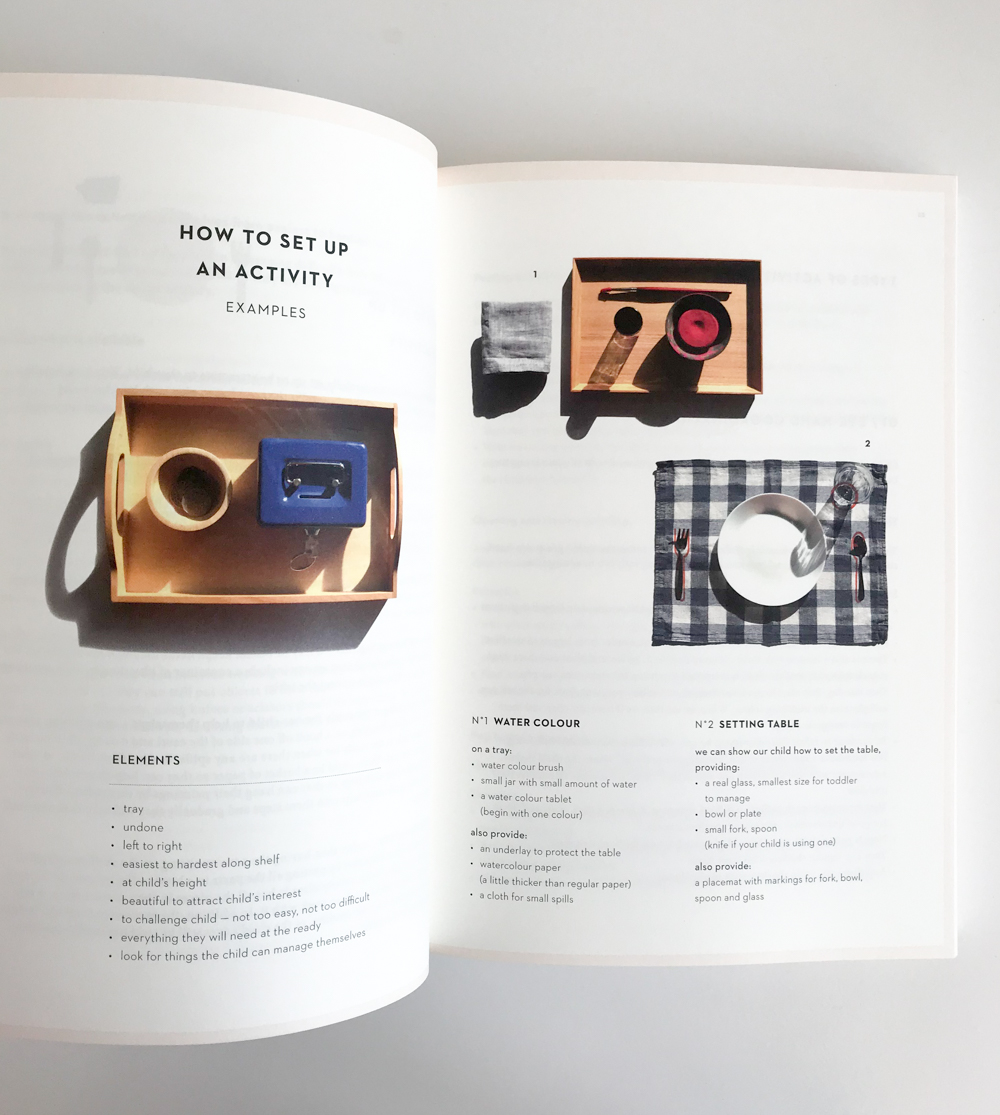 HOW TO SET UP
AN ACTIVITY
EXAMPLES
ELEMENTS
• tray
• undone
• left to right
• easiest to hardest along shelf
• at child's height
• beautiful to attract child's interest
• to challenge child – not too easy, not too difficult
• everything they will need at the ready
• look for things the child can manage themselves
1
2
N°1 WATER COLOUR
on a tray:
• water colour brush
• small jar with small amount of water
• a water colour tablet
(begin with one colour)
also provide:
• an underlay to protect the table
• watercolour paper
(a little thicker than regular paper)
• a cloth for small spills
N°2 SETTING TABLE
we can show our child how to set the table,
providing:
• a real glass, smallest size for toddler
to manage
• bowl or plate
• small fork, spoon
(knife if your child is using one)
also provide:
a placemat with markings for fork, bowl,
spoon and glass